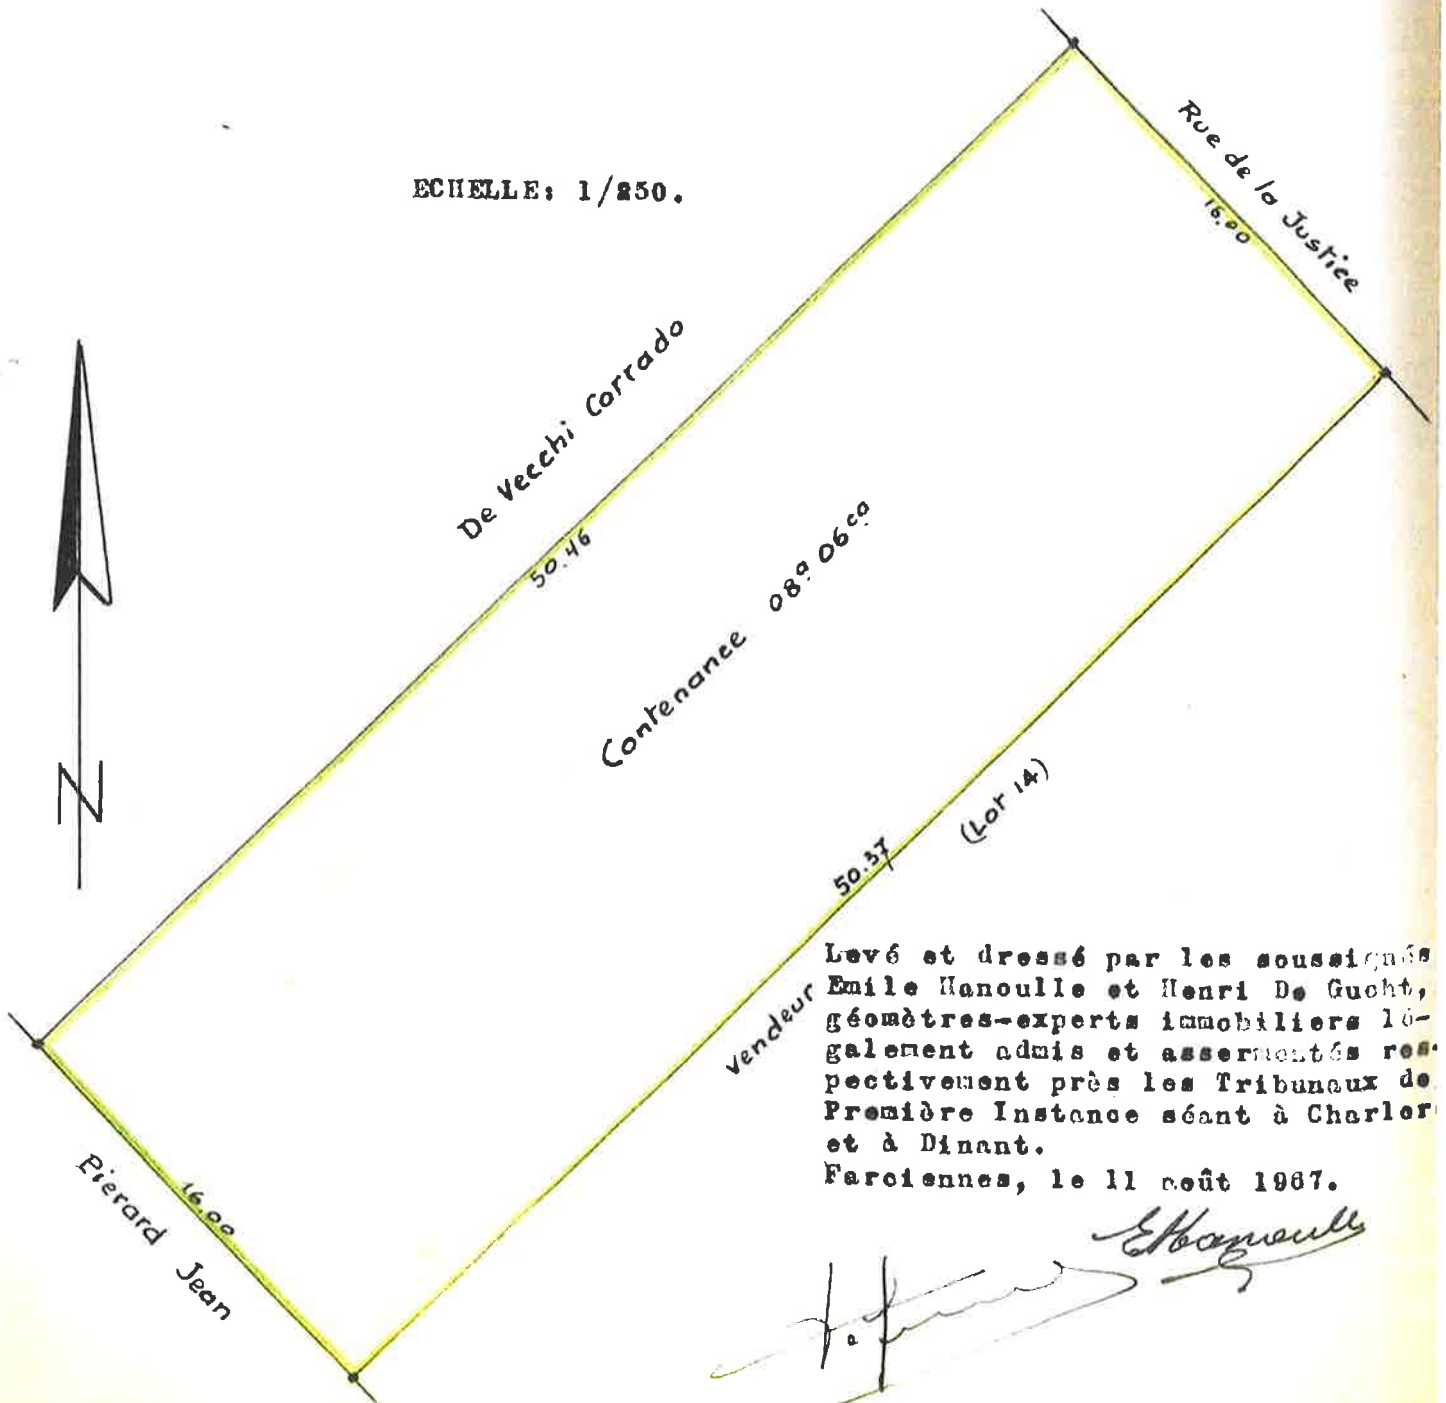 ECHELLE: 1/250.
Rue de la Justice
16.00
De Vecchi Corrado
50.46
Contenance 08a 06ca
N
(Lot 14)
50.37
vendeur
Levé et dressé par les soussignés
Emile Hanoulle et Henri De Gucht,
géomètres-experts immobiliers lé-
galement admis et assermentés res-
pectivement près les Tribunaux de
Première Instance séant à Charler
et à Dinant.
Farciennes, le 11 août 1967.
Piérard Jean
16.00
EHanoulle